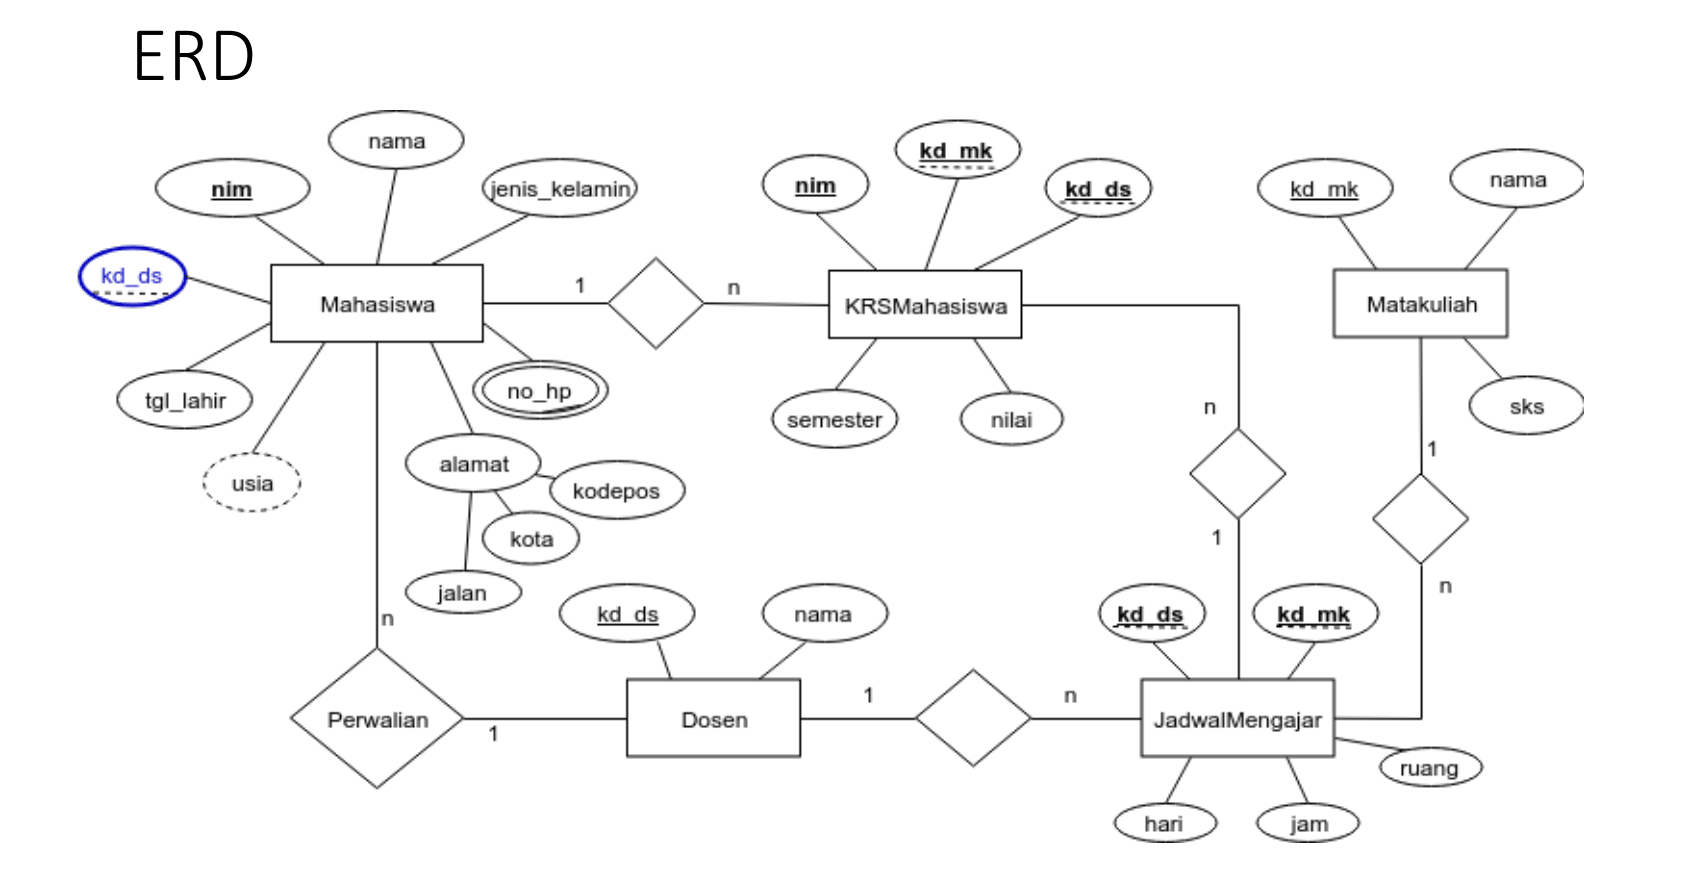 ERD
nama
nim
jenis_kelamin
kd_ds
Mahasiswa
tgl_lahir
usia
no_hp
alamat
kodepos
kota
jalan
1
n
nim
kd_mk
kd_ds
KRSMahasiswa
semester
nilai
kd_mk
nama
Matakuliah
sks
n
1
1
n
n
Perwalian
1
kd_ds
nama
Dosen
1
n
kd_ds
kd_mk
JadwalMengajar
ruang
hari
jam